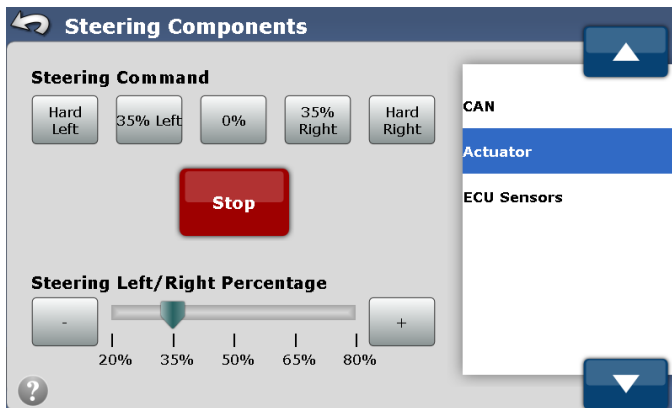 Steering Components
Steering Command
Hard
Left
35% Left
0%
35%
Right
Hard
Right
Stop
Steering Left/Right Percentage
-
+
20% 35% 50% 65% 80%
?
CAN
Actuator
ECU Sensors